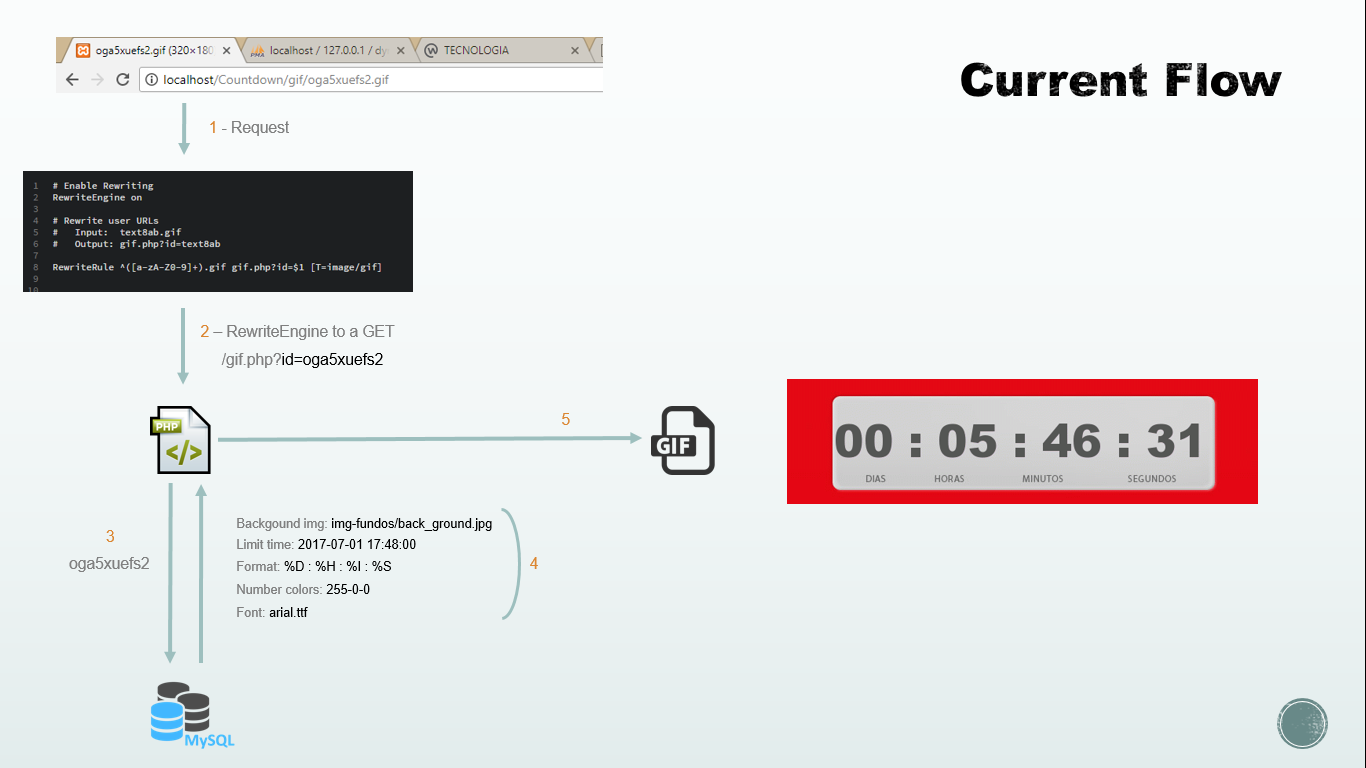 oga5xuefs2.gif (320×180
localhost / 127.0.0.1 / dy
TECNOLOGIA
localhost/Countdown/gif/oga5xuefs2.gif
Current Flow
1 - Request
1 # Enable Rewriting
2 RewriteEngine on
3
4 # Rewrite user URLs
5 #   Input:  text8ab.gif
6 #   Output: gif.php?id=text8ab
7
8 RewriteRule ^([a-zA-Z0-9]+).gif gif.php?id=$1 [T=image/gif]
9
10
2 – RewriteEngine to a GET
/gif.php?id=oga5xuefs2
PHP
</>
5
GIF
00 : 05 : 46 : 31
DIAS HORAS MINUTOS SEGUNDOS
3
oga5xuefs2
Backgound img: img-fundos/back_ground.jpg
Limit time: 2017-07-01 17:48:00
Format: %D : %H : %I : %S
Number colors: 255-0-0
Font: arial.ttf
4
MySQL